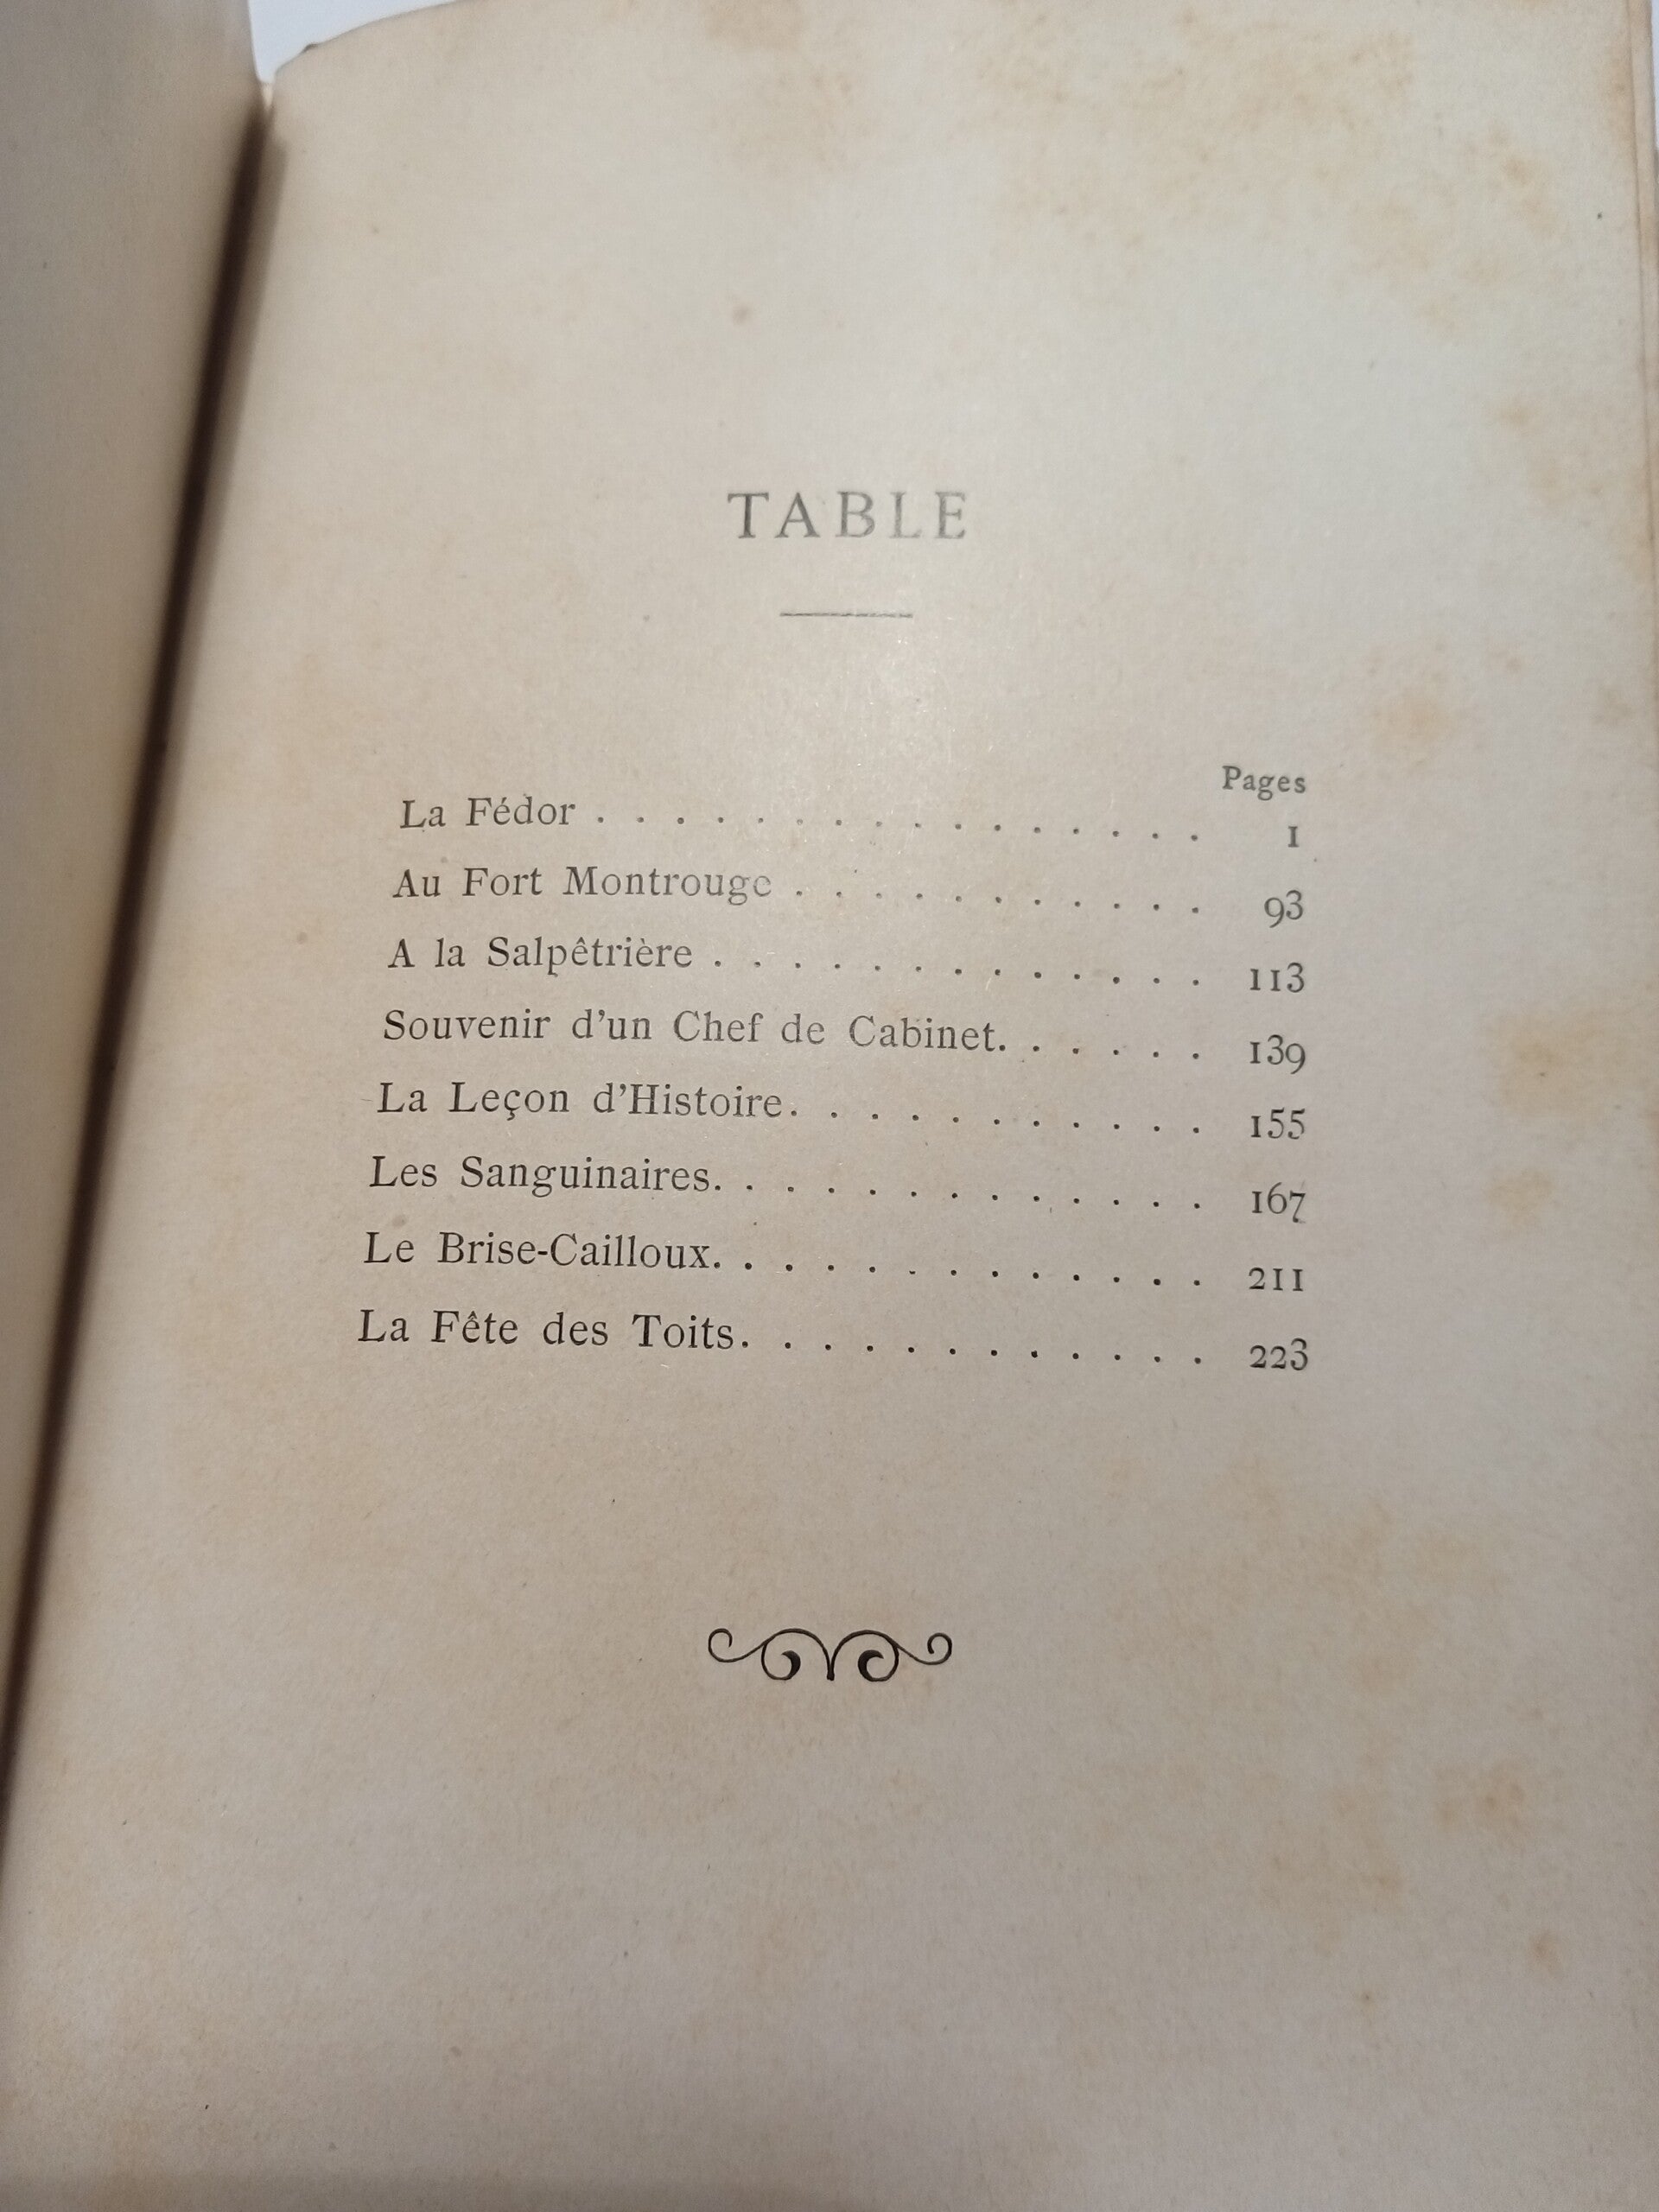 TABLE
Pages
La Fédor . . . . . . . . . . . . . . . . 1
Au Fort Montrouge . . . . . . . . . . . 93
A la Salpêtrière . . . . . . . . . . . . . 113
Souvenir d'un Chef de Cabinet. . . . . . 139
La Leçon d'Histoire. . . . . . . . . . . 155
Les Sanguinaires. . . . . . . . . . . . . 167
Le Brise-Cailloux. . . . . . . . . . . . . 211
La Fête des Toits. . . . . . . . . . . . 223